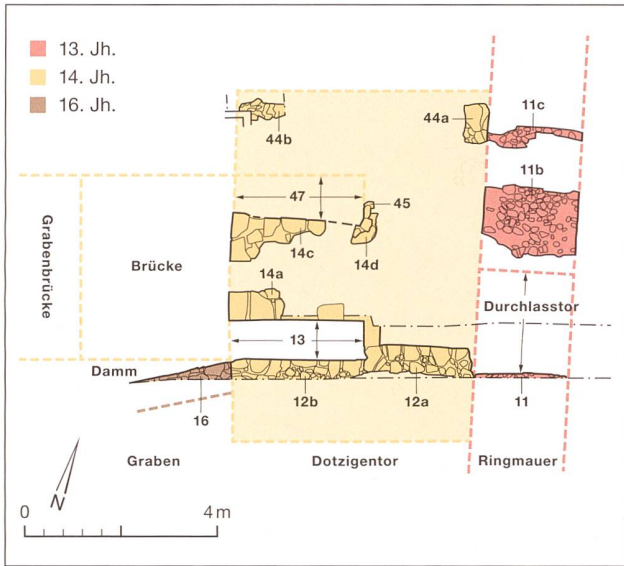 13. Jh.
14. Jh.
16. Jh.
44b
44a
11c
11b
47
45
14c
14d
14a
Grabenbrücke
Brücke
Durchlasstor
13
Damm
16
12b
12a
11
Graben
Dotzigentor
Ringmauer
N
0
4 m